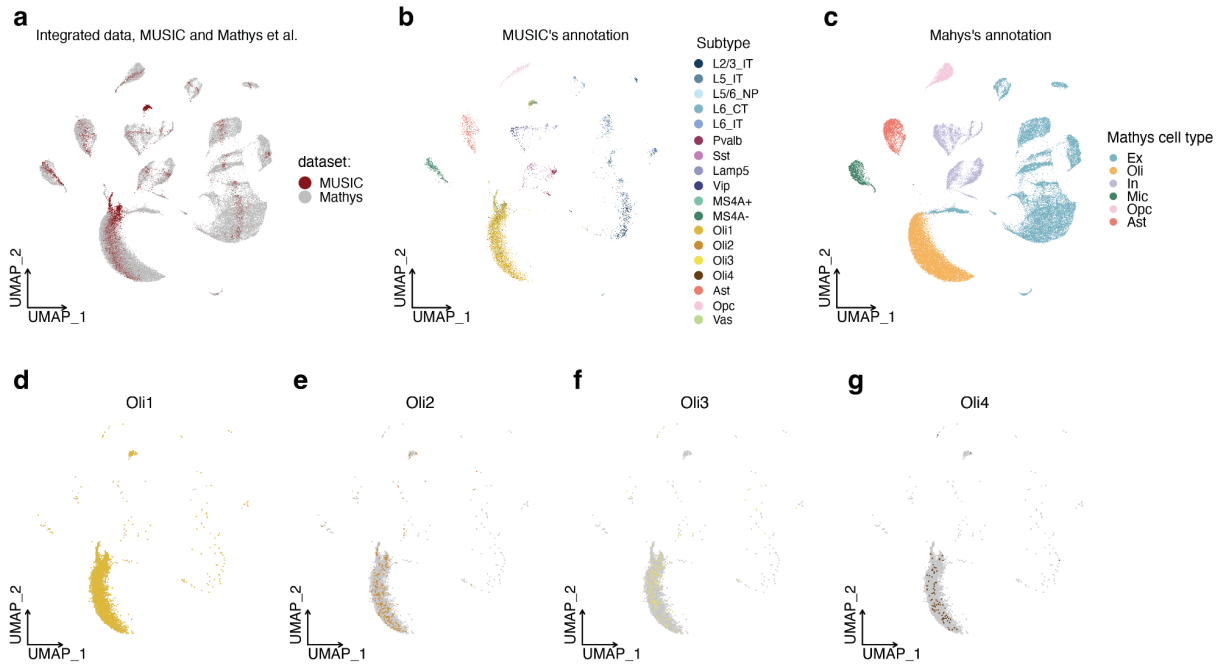 a
Integrated data, MUSIC and Mathys et al.
dataset:
MUSIC
Mathys
UMAP_2
UMAP_1
b
MUSIC's annotation
Subtype
L2/3_IT
L5_IT
L5/6_NP
L6_CT
L6_IT
Pvalb
Sst
Lamp5
Vip
MS4A+
MS4A-
Oli1
Oli2
Oli3
Oli4
Ast
Opc
Vas
UMAP_2
UMAP_1
c
Mahys's annotation
Mathys cell type
Ex
Oli
In
Mic
Opc
Ast
UMAP_2
UMAP_1
d
Oli1
UMAP_2
UMAP_1
e
Oli2
UMAP_2
UMAP_1
f
Oli3
UMAP_2
UMAP_1
g
Oli4
UMAP_2
UMAP_1